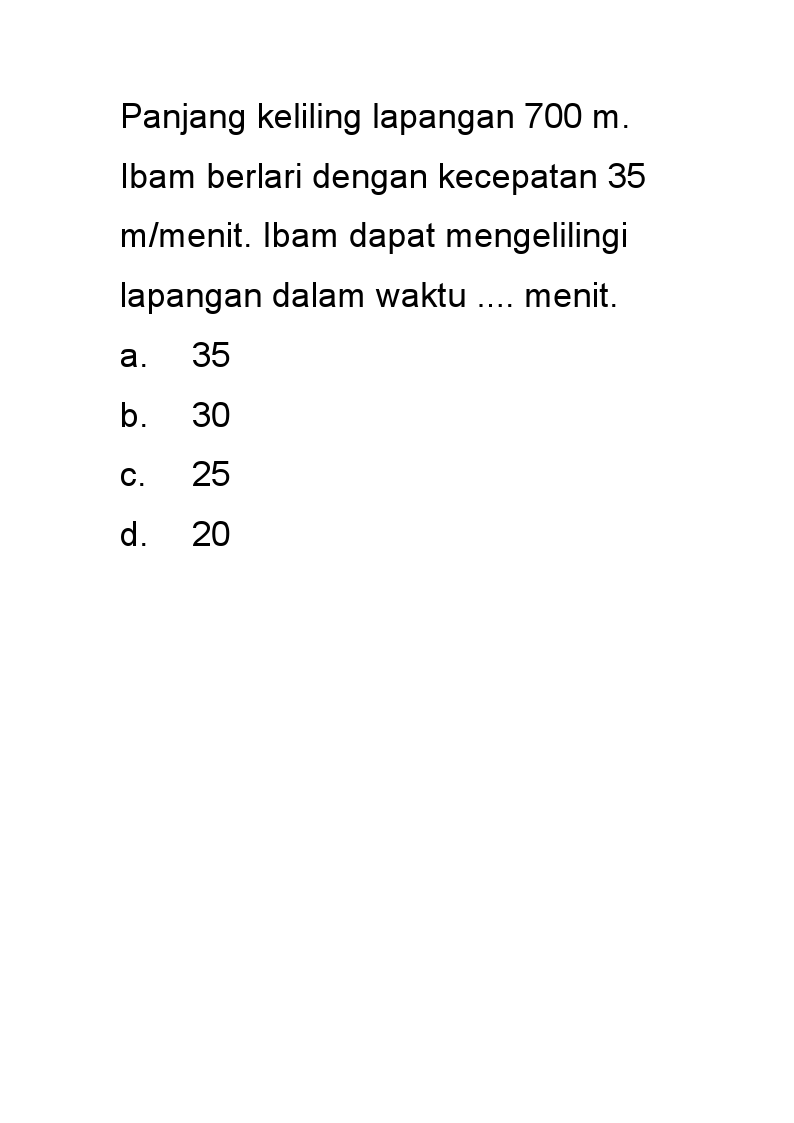 Panjang keliling lapangan 700 m.
Ibam berlari dengan kecepatan 35
m/menit. Ibam dapat mengelilingi
lapangan dalam waktu .... menit.
a. 35
b. 30
c. 25
d. 20